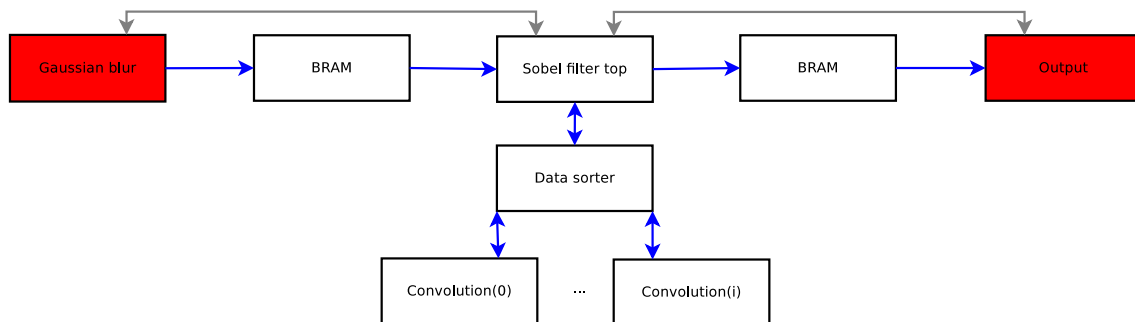 Gaussian blur
BRAM
Sobel filter top
BRAM
Output
Data sorter
Convolution(0)
...
Convolution(i)